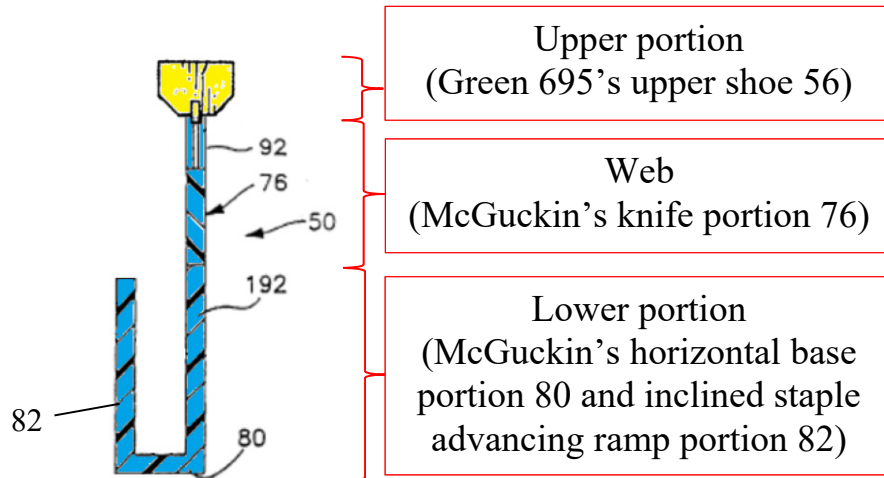 Upper portion
(Green 695's upper shoe 56)
92
76
50
Web
(McGuckin's knife portion 76)
192
82
80
Lower portion
(McGuckin's horizontal base
portion 80 and inclined staple
advancing ramp portion 82)